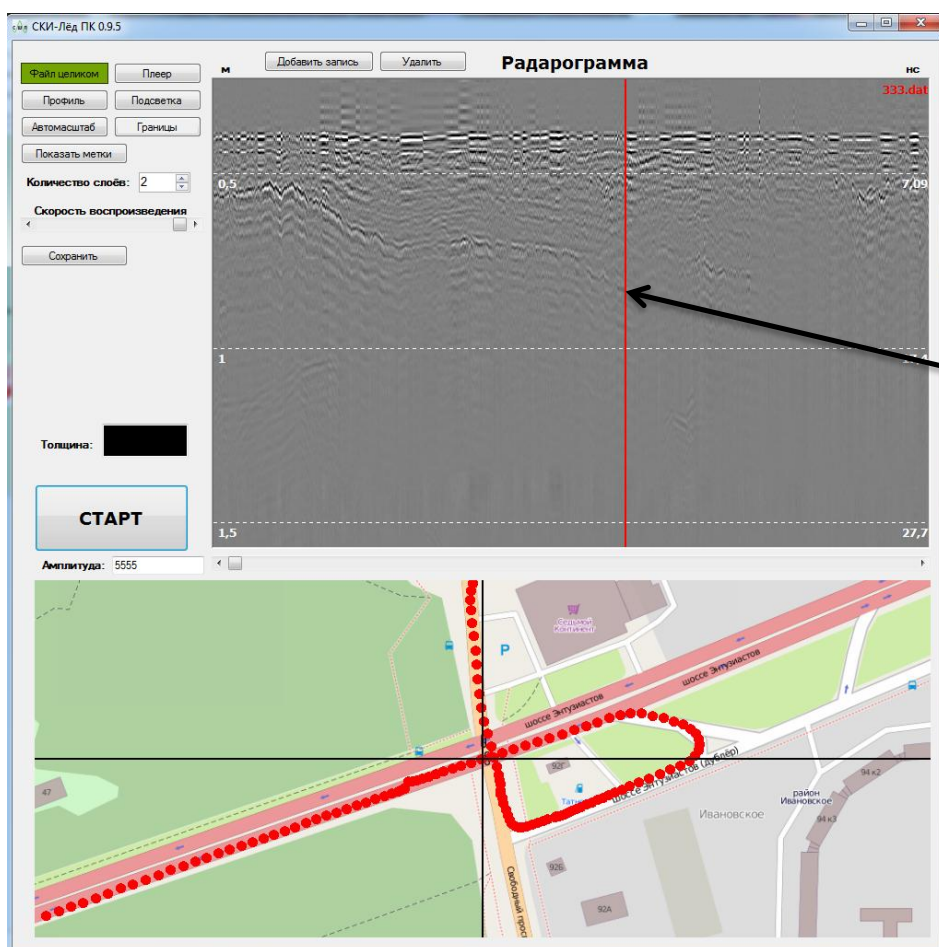 СКИ-Лёд ПК 0.9.5
Файл целиком
Плеер
Профиль
Подсветка
Автомасштаб
Границы
Показать метки
Количество слоёв: 2
Скорость воспроизведения
Сохранить
Толщина:
СТАРТ
Амплитуда: 5555
м
Добавить запись
Удалить
Радарограмма
нс
333.dat
0,5
7,09
1
1,5
27,7
Седьмой
Континент
P
шоссе Энтузиастов
шоссе Энтузиастов
92Г
шоссе Энтузиастов (дублёр)
47
94 к2
район
Ивановское
Ивановское
94 к3
92Б
92А
Свободный